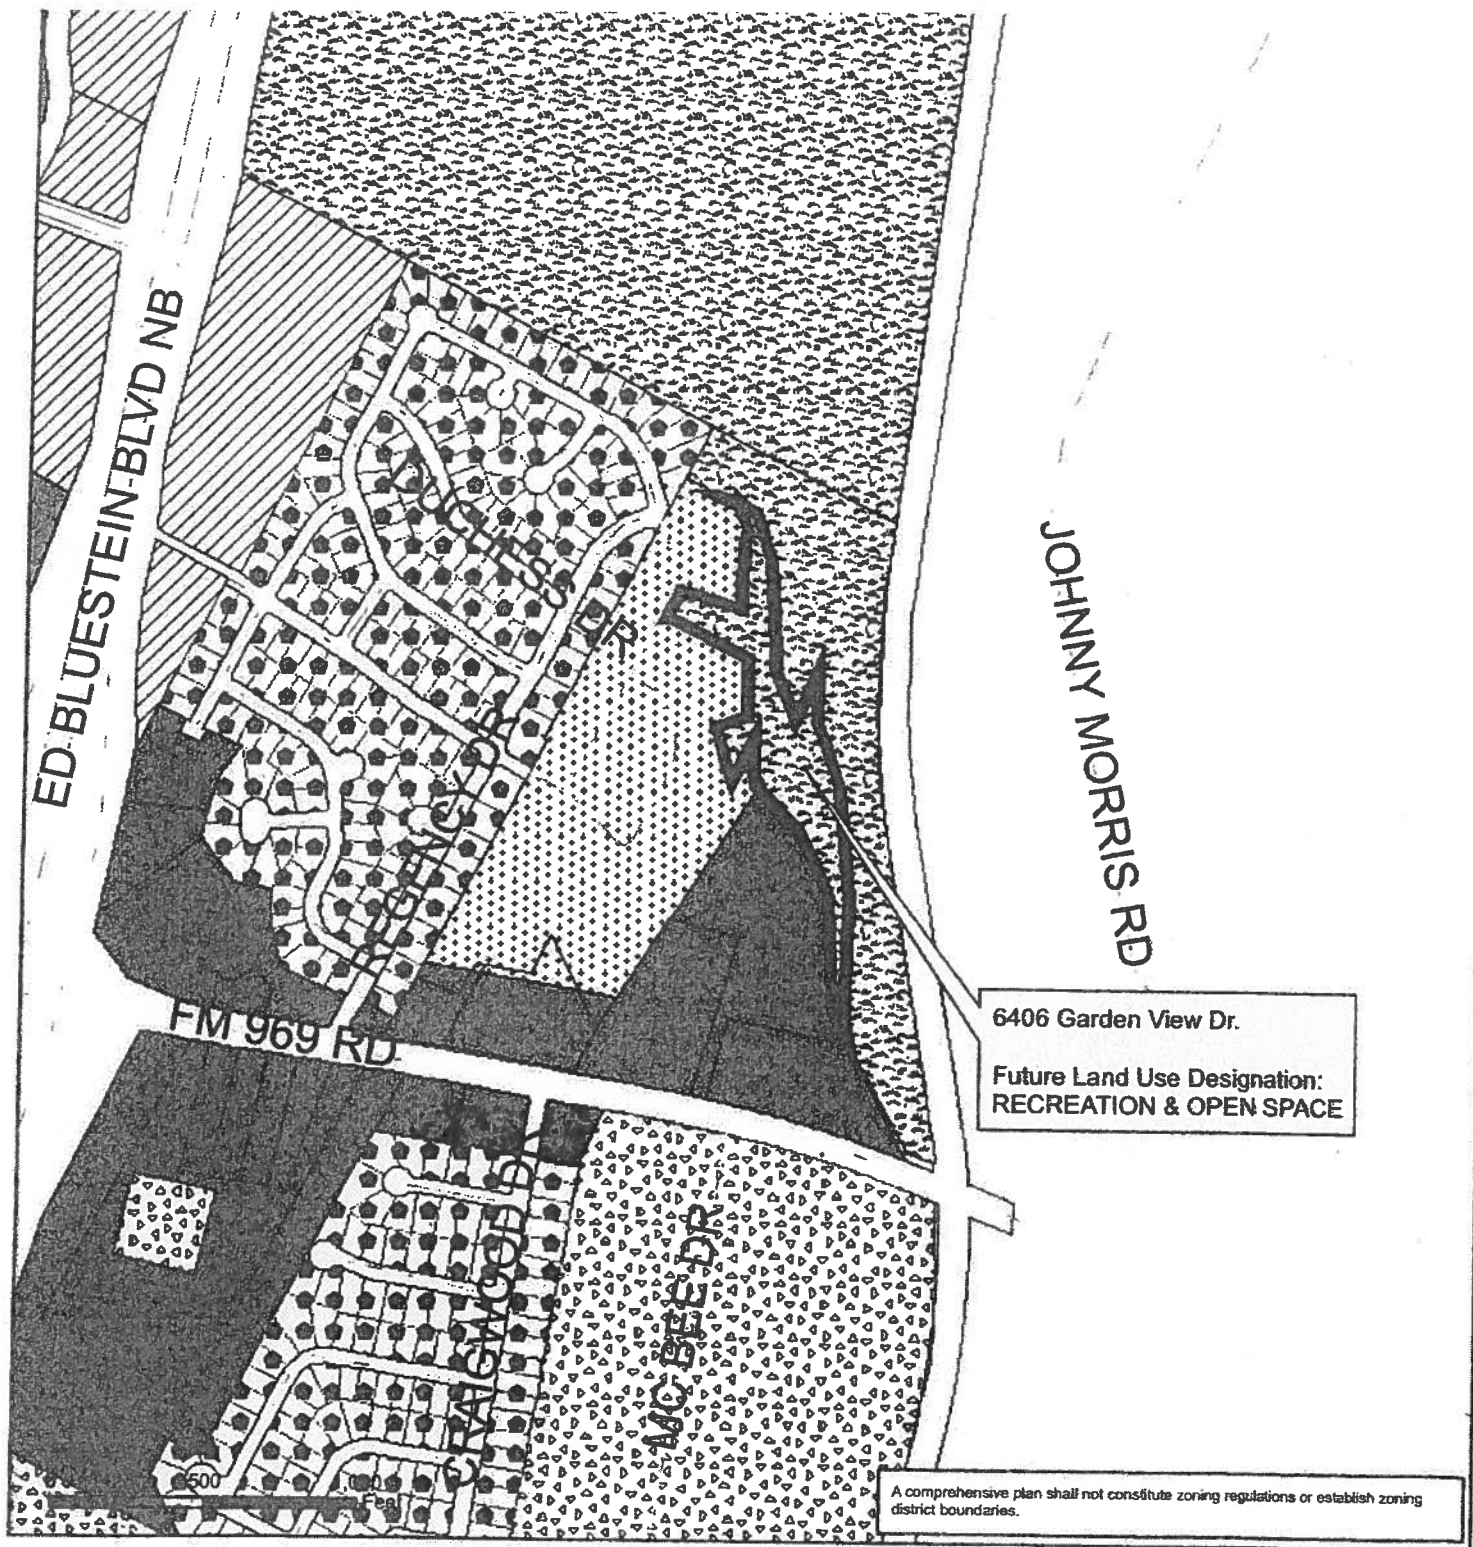 ED BLUESTEIN BLVD NB
DUCHESS DR
JOHNNY MORRIS RD
REGENCY DR
6406 Garden View Dr.
Future Land Use Designation:
RECREATION & OPEN SPACE
FM 969 RD
CRAIGWOOD DR
MC BEE DR
500
Feet
A comprehensive plan shall not constitute zoning regulations or establish zoning
district boundaries.